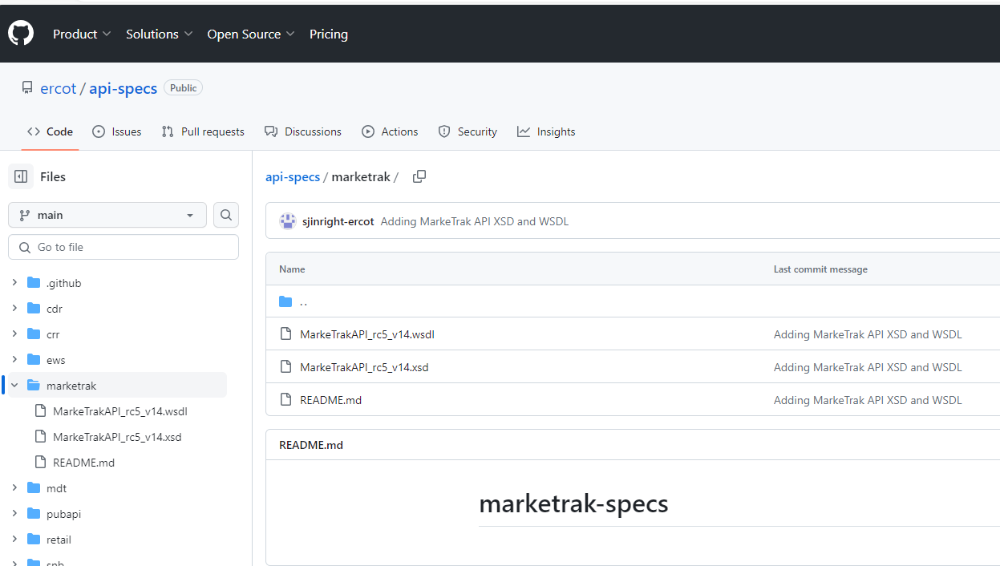 Product Solutions Open Source Pricing
ercot / api-specs Public
Code Issues Pull requests Discussions Actions Security Insights
Files
main
Go to file
.github
cdr
crr
ews
marketrak
MarkeTrakAPI_rc5_v14.wsdl
MarkeTrakAPI_rc5_v14.xsd
README.md
mdt
pubapi
retail
api-specs / marketrak /
sjinright-ercot Adding MarkeTrak API XSD and WSDL
Name Last commit message
..
MarkeTrakAPI_rc5_v14.wsdl Adding MarkeTrak API XSD and WSDL
MarkeTrakAPI_rc5_v14.xsd Adding MarkeTrak API XSD and WSDL
README.md Adding MarkeTrak API XSD and WSDL
README.md
marketrak-specs